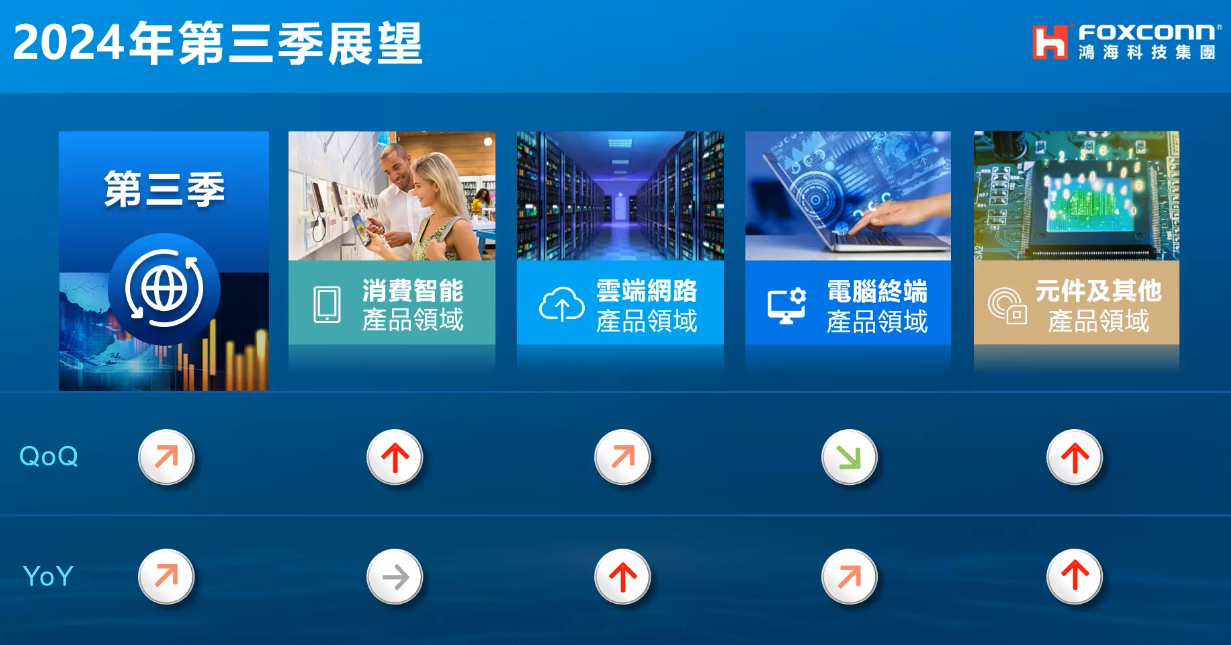 2024年第三季展望
FOXCONN®
鴻海科技集團
第三季
消費智能
產品領域
雲端網路
產品領域
電腦終端
產品領域
元件及其他
產品領域
QoQ
YoY